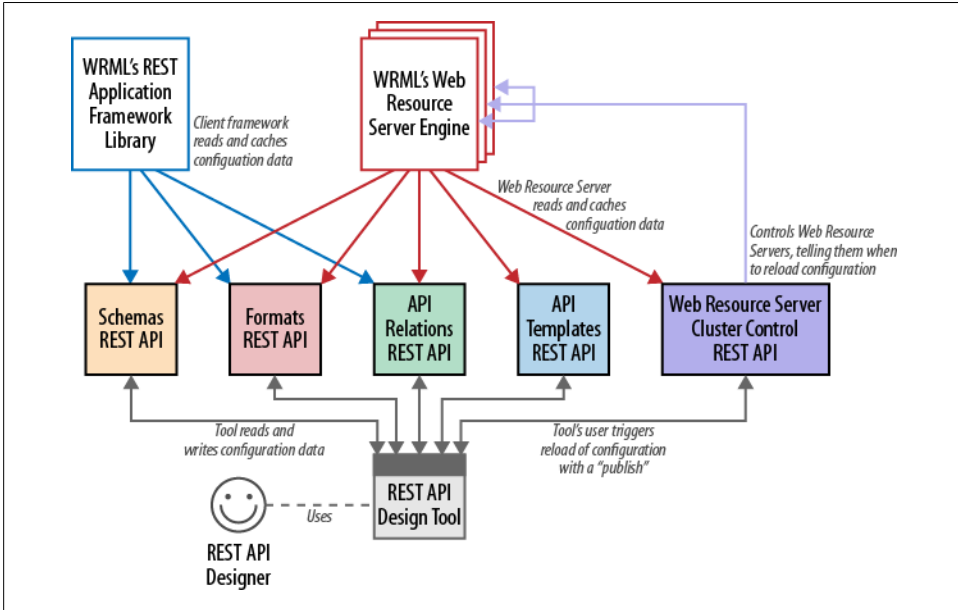 WRML's REST
Application
Framework
Library
WRML's Web
Resource
Server Engine
Client framework
reads and caches
configuation data
Web Resource Server
reads and caches
configuation data
Controls Web Resource
Servers, telling them when
to reload configuration
Schemas
REST API
Formats
REST API
API
Relations
REST API
API
Templates
REST API
Web Resource Server
Cluster Control
REST API
Tool reads and
writes configuration data
Tool's user triggers
reload of configuration
with a "publish"
REST API
Design Tool
Uses
REST API
Designer